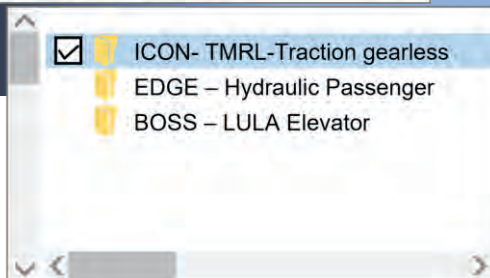 ICON- TMRL-Traction gearless
EDGE – Hydraulic Passenger
BOSS – LULA Elevator